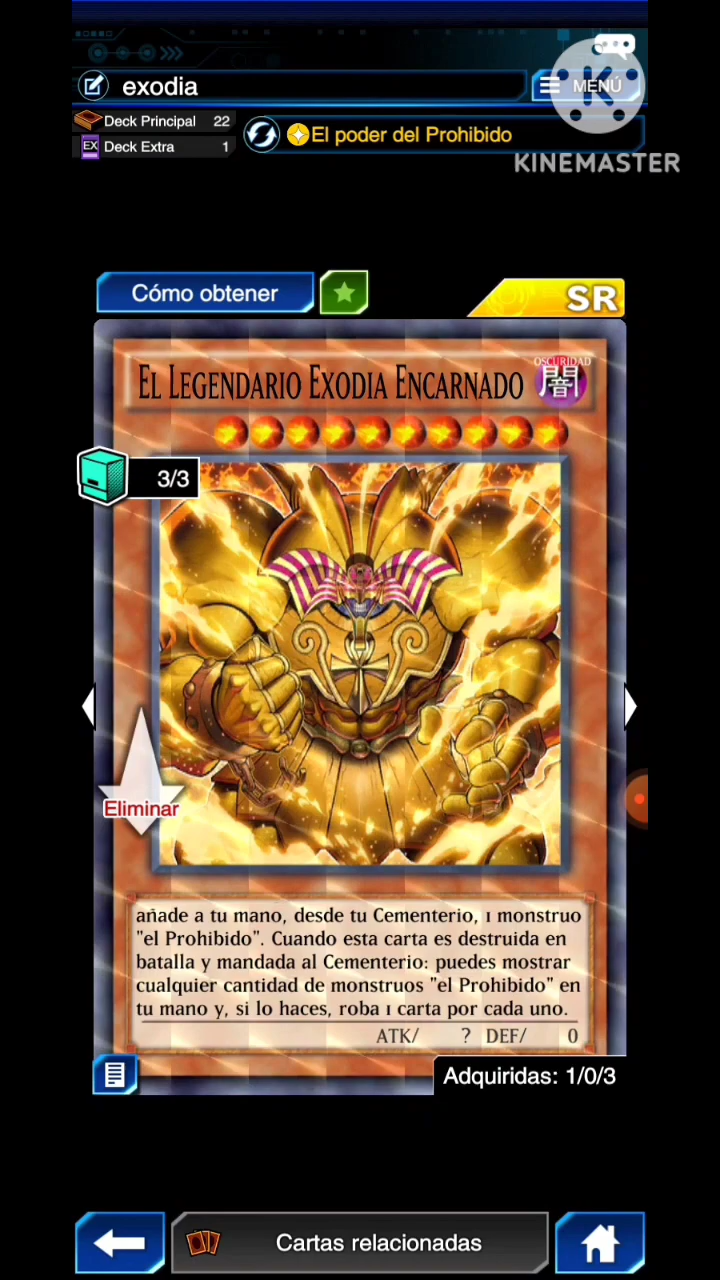 exodia
MENÚ
K
Deck Principal 22
El poder del Prohibido
EX Deck Extra 1
KINEMASTER
Cómo obtener
SR
EL LEGENDARIO EXODIA ENCARNADO
OSCURIDAD
闇
3/3
Eliminar
añade a tu mano, desde tu Cementerio, 1 monstruo
"el Prohibido". Cuando esta carta es destruida en
batalla y mandada al Cementerio: puedes mostrar
cualquier cantidad de monstruos "el Prohibido" en
tu mano y, si lo haces, roba 1 carta por cada uno.
ATK/ ? DEF/ 0
Adquiridas: 1/0/3
Cartas relacionadas